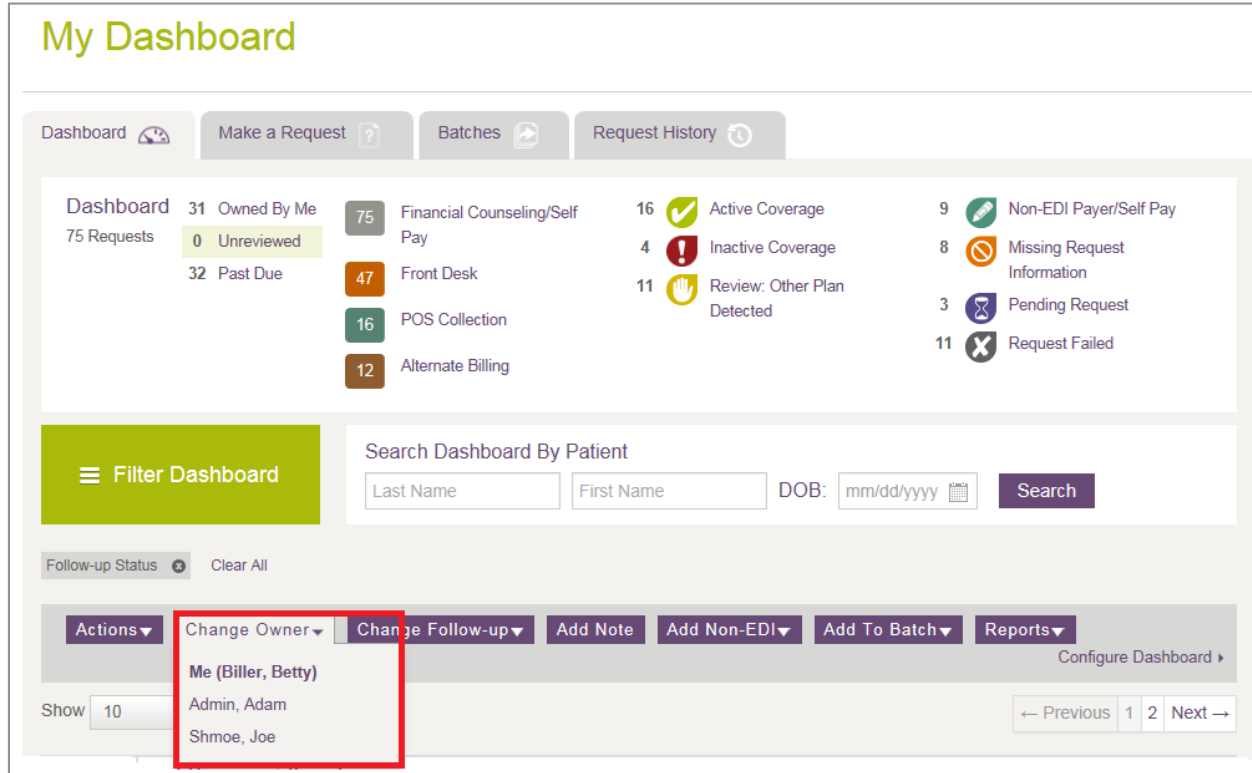 My Dashboard
Dashboard
Make a Request
Batches
Request History
Dashboard
75 Requests
31 Owned By Me
0 Unreviewed
32 Past Due
75 Financial Counseling/Self
Pay
47 Front Desk
16 POS Collection
12 Alternate Billing
16 Active Coverage
4 Inactive Coverage
11 Review: Other Plan
Detected
9 Non-EDI Payer/Self Pay
8 Missing Request
Information
3 Pending Request
11 Request Failed
Filter Dashboard
Search Dashboard By Patient
Last Name
First Name
DOB:
mm/dd/yyyy
Search
Follow-up Status
Clear All
Actions
Change Owner
Change Follow-up
Add Note
Add Non-EDI
Add To Batch
Reports
Configure Dashboard
Me (Biller, Betty)
Admin, Adam
Shmoe, Joe
Show 10
← Previous 1 2 Next →